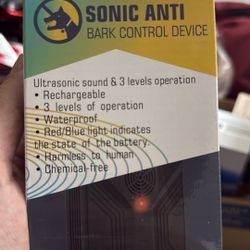 SONIC ANTI
BARK CONTROL DEVICE
Ultrasonic sound & 3 levels operation
• Rechargeable
• 3 levels of operation
• Waterproof
• Red/Blue light indicates
the state of the battery.
• Harmless to human
• Chemical-free